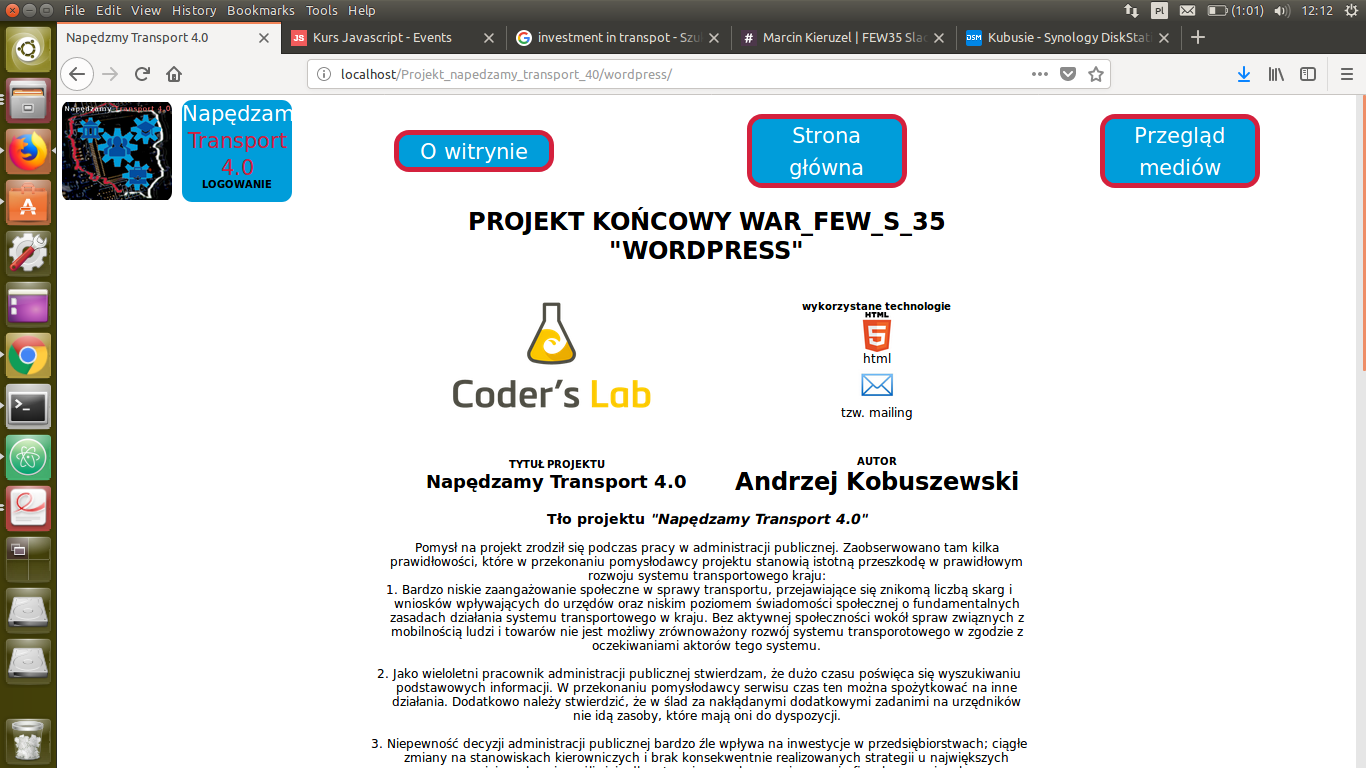 File Edit View History Bookmarks Tools Help
Pl
(1:01)
12:12
Napędzmy Transport 4.0
JS Kurs Javascript - Events
investment in transpot - Szu
# Marcin Kieruzel | FEW35 Sla
DSM Kubusie - Synology DiskStat
localhost/Projekt_napedzamy_transport_40/wordpress/
Napędzamy Transport 4.0
Napędzam
Transport
4.0
LOGOWANIE
O witrynie
Strona
główna
Przegląd
mediów
PROJEKT KOŃCOWY WAR_FEW_S_35
"WORDPRESS"
Coder's Lab
wykorzystane technologie
HTML
5
html
tzw. mailing
TYTUŁ PROJEKTU
Napędzamy Transport 4.0
AUTOR
Andrzej Kobuszewski
Tło projektu "Napędzamy Transport 4.0"
Pomysł na projekt zrodził się podczas pracy w administracji publicznej. Zaobserwowano tam kilka
prawidłowości, które w przekonaniu pomysłodawcy projektu stanowią istotną przeszkodę w prawidłowym
rozwoju systemu transportowego kraju:
1. Bardzo niskie zaangażowanie społeczne w sprawy transportu, przejawiające się znikomą liczbą skarg i
wniosków wpływających do urzędów oraz niskim poziomem świadomości społecznej o fundamentalnych
zasadach działania systemu transportowego w kraju. Bez aktywnej społeczności wokół spraw związnych z
mobilnością ludzi i towarów nie jest możliwy zrównoważony rozwój systemu transporotowego w zgodzie z
oczekiwaniami aktorów tego systemu.
2. Jako wieloletni pracownik administracji publicznej stwierdzam, że dużo czasu poświęca się wyszukiwaniu
podstawowych informacji. W przekonaniu pomysłodawcy serwisu czas ten można spożytkować na inne
działania. Dodatkowo należy stwierdzić, że w ślad za nakłądanymi dodatkowymi zadanimi na urzędników
nie idą zasoby, które mają oni do dyspozycji.
3. Niepewność decyzji administracji publicznej bardzo źle wpływa na inwestycje w przedsiębiorstwach; ciągłe
zmiany na stanowiskach kierowniczych i brak konsekwentnie realizowanych strategii u największych